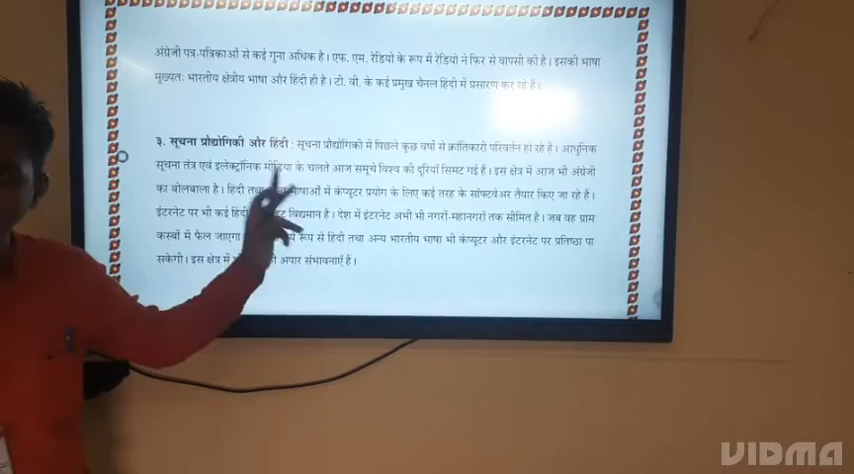 अंग्रेजी पत्र-पत्रिकाओं से कई गुना अधिक है। एफ. एम. रेडियो के रूप में रेडियो ने फिर से वापसी की है। इसकी भाषा
मुख्यतः भारतीय क्षेत्रीय भाषा और हिंदी ही है। टी. वी. के कई प्रमुख चैनल हिंदी में प्रसारण कर रहे हैं।
३. सूचना प्रौद्योगिकी और हिंदी : सूचना प्रौद्योगिकी में पिछले कुछ वर्षों से क्रांतिकारी परिवर्तन हो रहे हैं। आधुनिक
सूचना तंत्र एवं इलेक्ट्रॉनिक मीडिया के चलते आज समूचे विश्व की दूरियाँ सिमट गई हैं। इस क्षेत्र में आज भी अंग्रेजी
का बोलबाला है। हिंदी भाषाओं में कंप्यूटर प्रयोग के लिए कई तरह के सॉफ्टवेअर तैयार किए जा रहे हैं।
इंटरनेट पर भी कई हिंदी विद्यमान हैं। देश में इंटरनेट अभी भी नगरों-महानगरों तक सीमित है। जब वह ग्राम
कस्बों में फैल जाएगा रूप से हिंदी तथा अन्य भारतीय भाषा भी कंप्यूटर और इंटरनेट पर प्रतिष्ठा पा
सकेगी। इस क्षेत्र में अपार संभावनाएँ हैं।
VIDMA